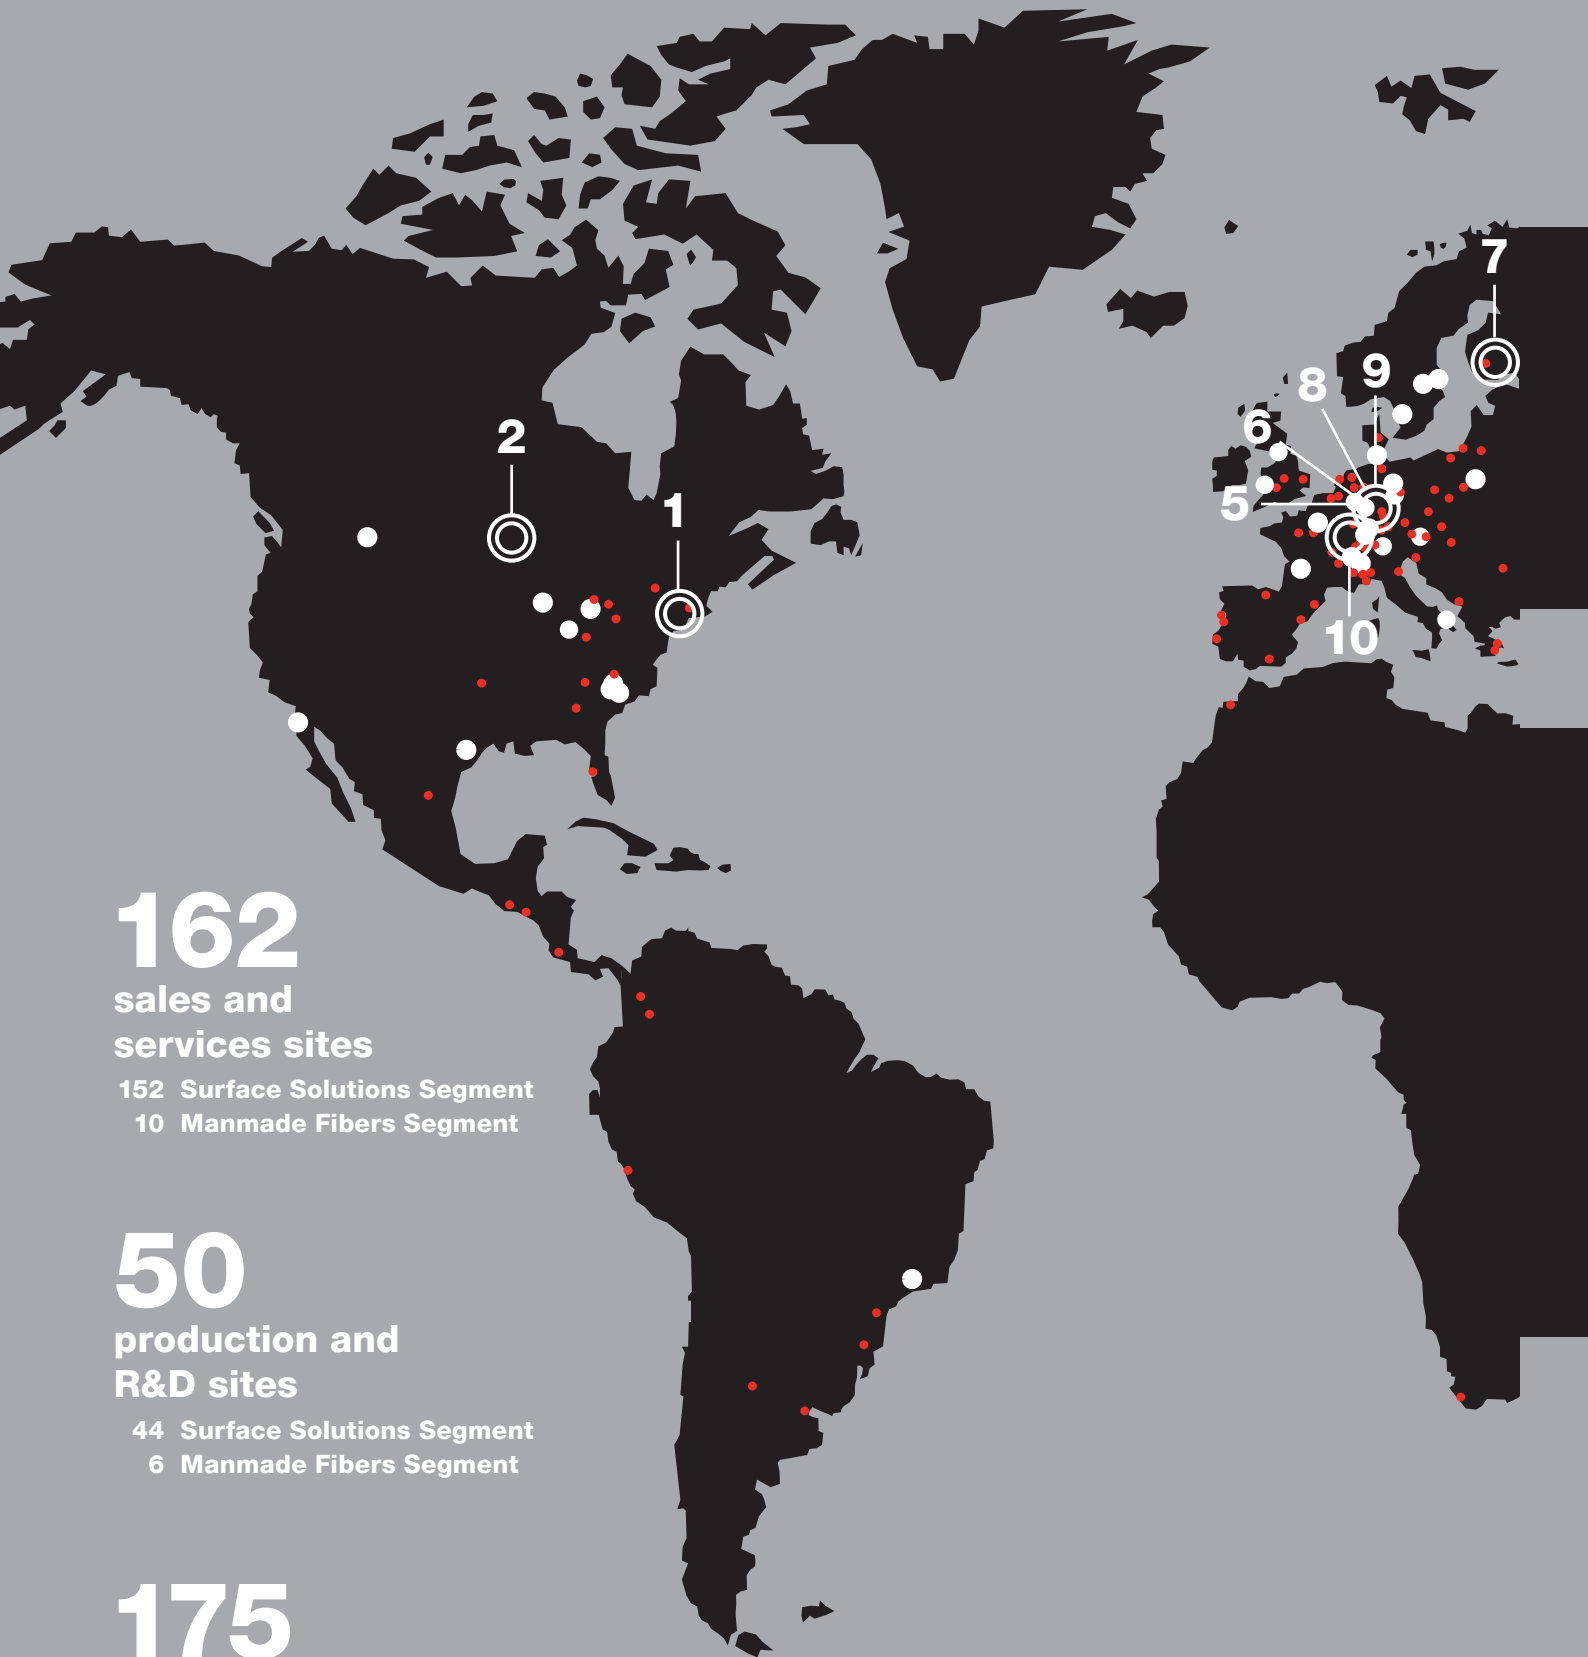 7
9
8
6
2
5
1
10
162
sales and
services sites
152 Surface Solutions Segment
10 Manmade Fibers Segment
50
production and
R&D sites
44 Surface Solutions Segment
6 Manmade Fibers Segment
175